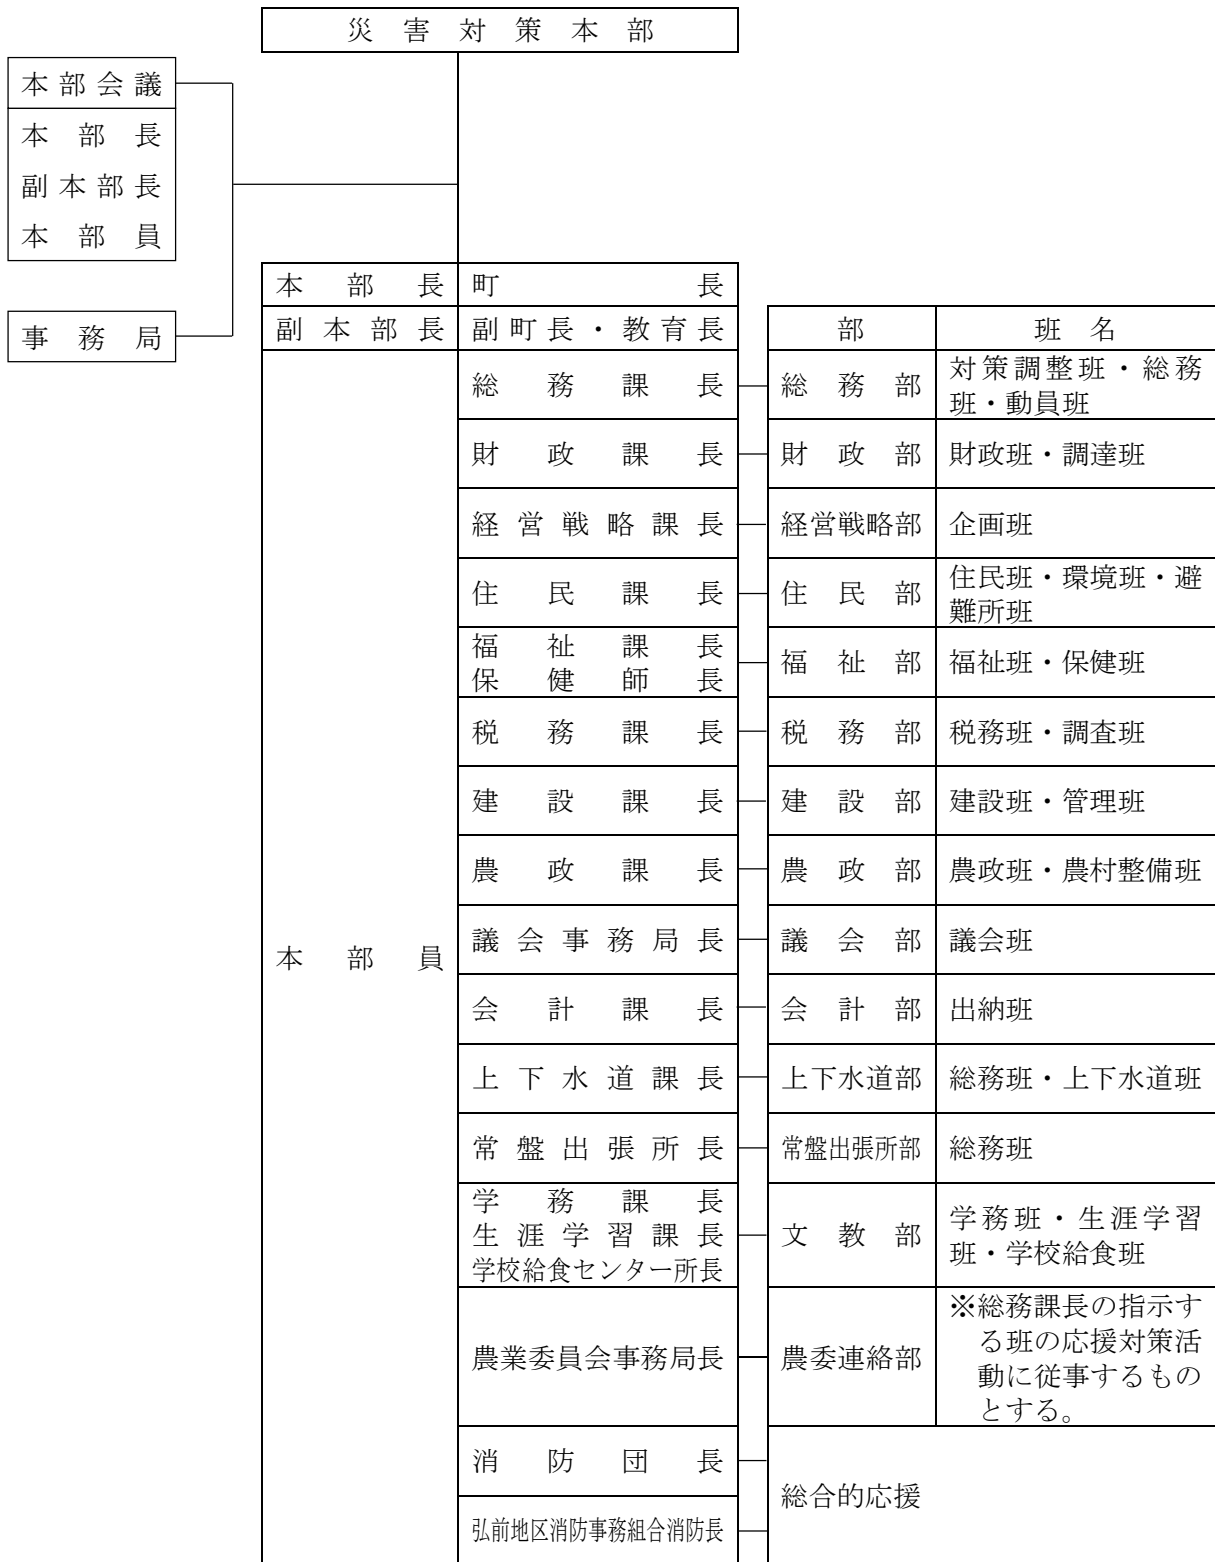 災害対策本部
本部会議
本部長
副本部長
本部員
事務局
本部長 町長
副本部長 副町長・教育長 部 班名
本部員
総務課長 総務部 対策調整班・総務
班・動員班
財政課長 財政部 財政班・調達班
経営戦略課長 経営戦略部 企画班
住民課長 住民部 住民班・環境班・避
難所班
福祉課長
保健師長
福祉部 福祉班・保健班
税務課長 税務部 税務班・調査班
建設課長 建設部 建設班・管理班
農政課長 農政部 農政班・農村整備班
議会事務局長 議会部 議会班
会計課長 会計部 出納班
上下水道課長 上下水道部 総務班・上下水道班
常盤出張所長 常盤出張所部 総務班
学務課長
生涯学習課長
学校給食センター所長
文教部 学務班・生涯学習
班・学校給食班
農業委員会事務局長 農委連絡部 ※総務課長の指示す
る班の応援対策活
動に従事するもの
とする。
消防団長
弘前地区消防事務組合消防長
総合的応援